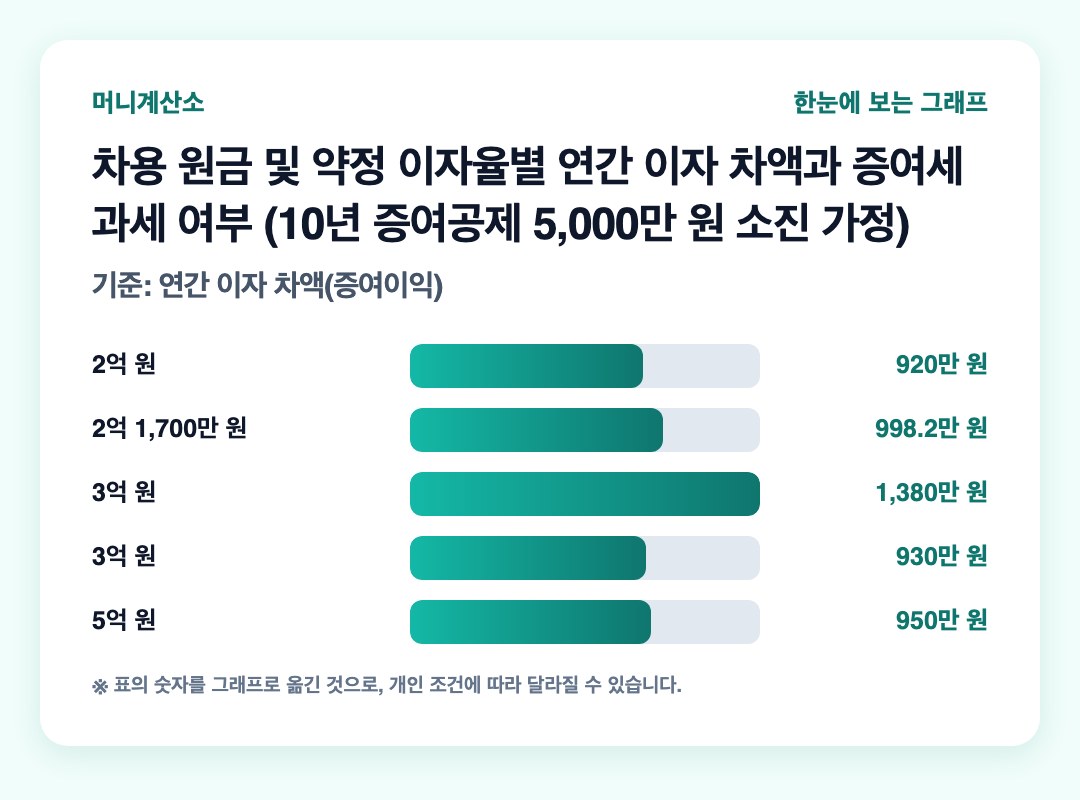 머니계산소
한눈에 보는 그래프
차용 원금 및 약정 이자율별 연간 이자 차액과 증여세
과세 여부 (10년 증여공제 5,000만 원 소진 가정)
기준: 연간 이자 차액(증여이익)
2억 원 920만 원
2억 1,700만 원 998.2만 원
3억 원 1,380만 원
3억 원 930만 원
5억 원 950만 원
※ 표의 숫자를 그래프로 옮긴 것으로, 개인 조건에 따라 달라질 수 있습니다.